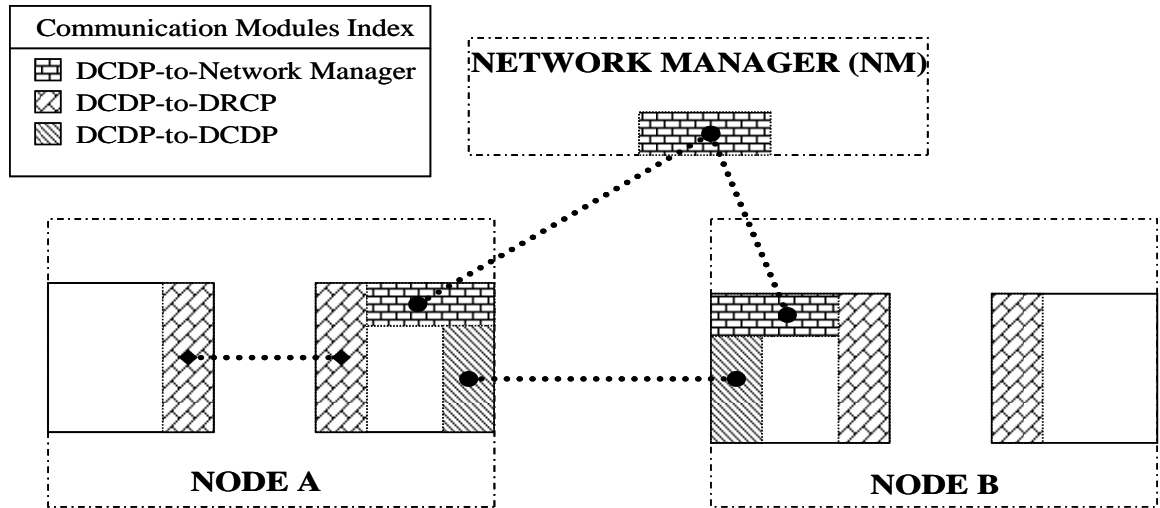 Communication Modules Index
DCDP-to-Network Manager
DCDP-to-DRCP
DCDP-to-DCDP
NETWORK MANAGER (NM)
NODE A
NODE B